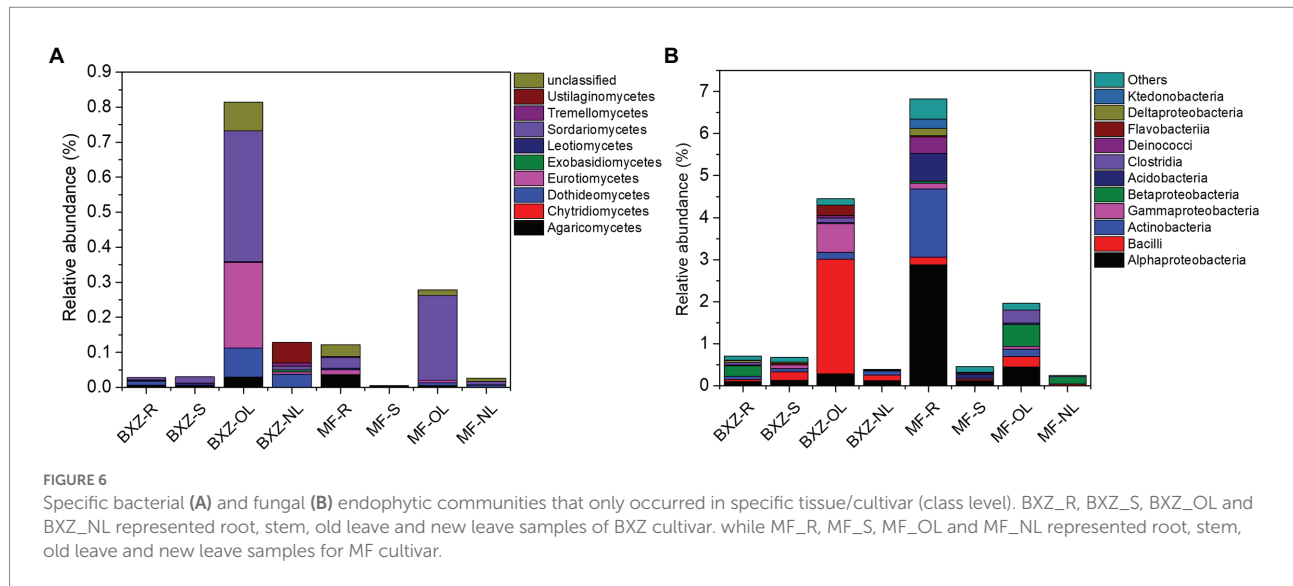 A
0.9
0.8
0.7
0.6
0.5
0.4
0.3
0.2
0.1
0.0
Relative abundance (%)
BXZ-R
BXZ-S
BXZ-OL
BXZ-NL
MF-R
MF-S
MF-OL
MF-NL
unclassified
Ustilaginomycetes
Tremellomycetes
Sordariomycetes
Leotiomycetes
Exobasidiomycetes
Eurotiomycetes
Dothideomycetes
Chytridiomycetes
Agaricomycetes
B
7
6
5
4
3
2
1
0
Relative abundance (%)
BXZ-R
BXZ-S
BXZ-OL
BXZ-NL
MF-R
MF-S
MF-OL
MF-NL
Others
Ktedonobacteria
Deltaproteobacteria
Flavobacteriia
Deinococci
Clostridia
Acidobacteria
Betaproteobacteria
Gammaproteobacteria
Actinobacteria
Bacilli
Alphaproteobacteria
FIGURE 6
Specific bacterial (A) and fungal (B) endophytic communities that only occurred in specific tissue/cultivar (class level). BXZ_R, BXZ_S, BXZ_OL and
BXZ_NL represented root, stem, old leave and new leave samples of BXZ cultivar. while MF_R, MF_S, MF_OL and MF_NL represented root, stem,
old leave and new leave samples for MF cultivar.